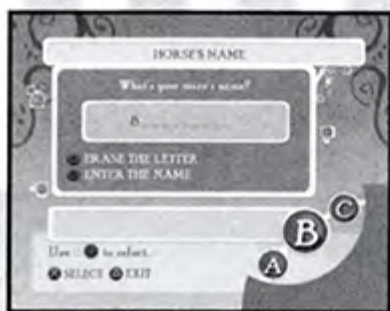 HORSE'S NAME
What's your mare's name?
B
ERASE THE LETTER
ENTER THE NAME
C
B
Use to select.
A
SELECT EXIT